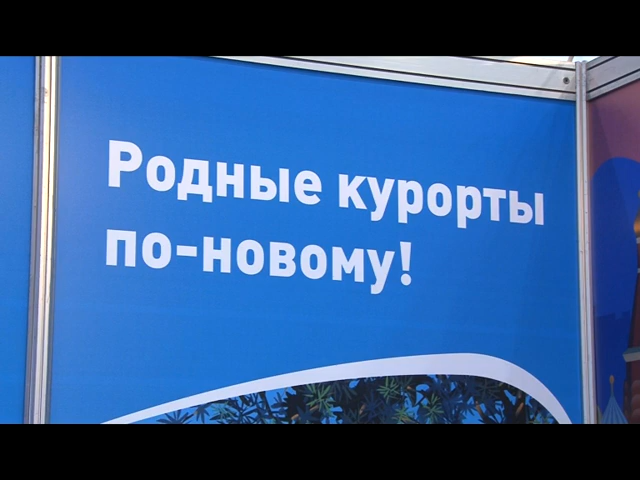 Родные курорты
по-новому!